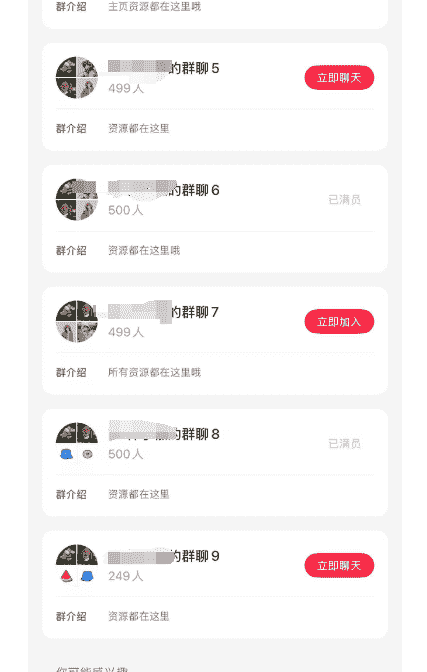 群介绍 主页资源都在这里哦
的群聊5
499人
立即聊天
群介绍 资源都在这里
的群聊6
500人
已满员
群介绍 资源都在这里哦
的群聊7
499人
立即加入
群介绍 所有资源都在这里哦
的群聊8
500人
已满员
群介绍 资源都在这里
的群聊9
249人
立即聊天
群介绍 资源都在这里
你可能感兴趣